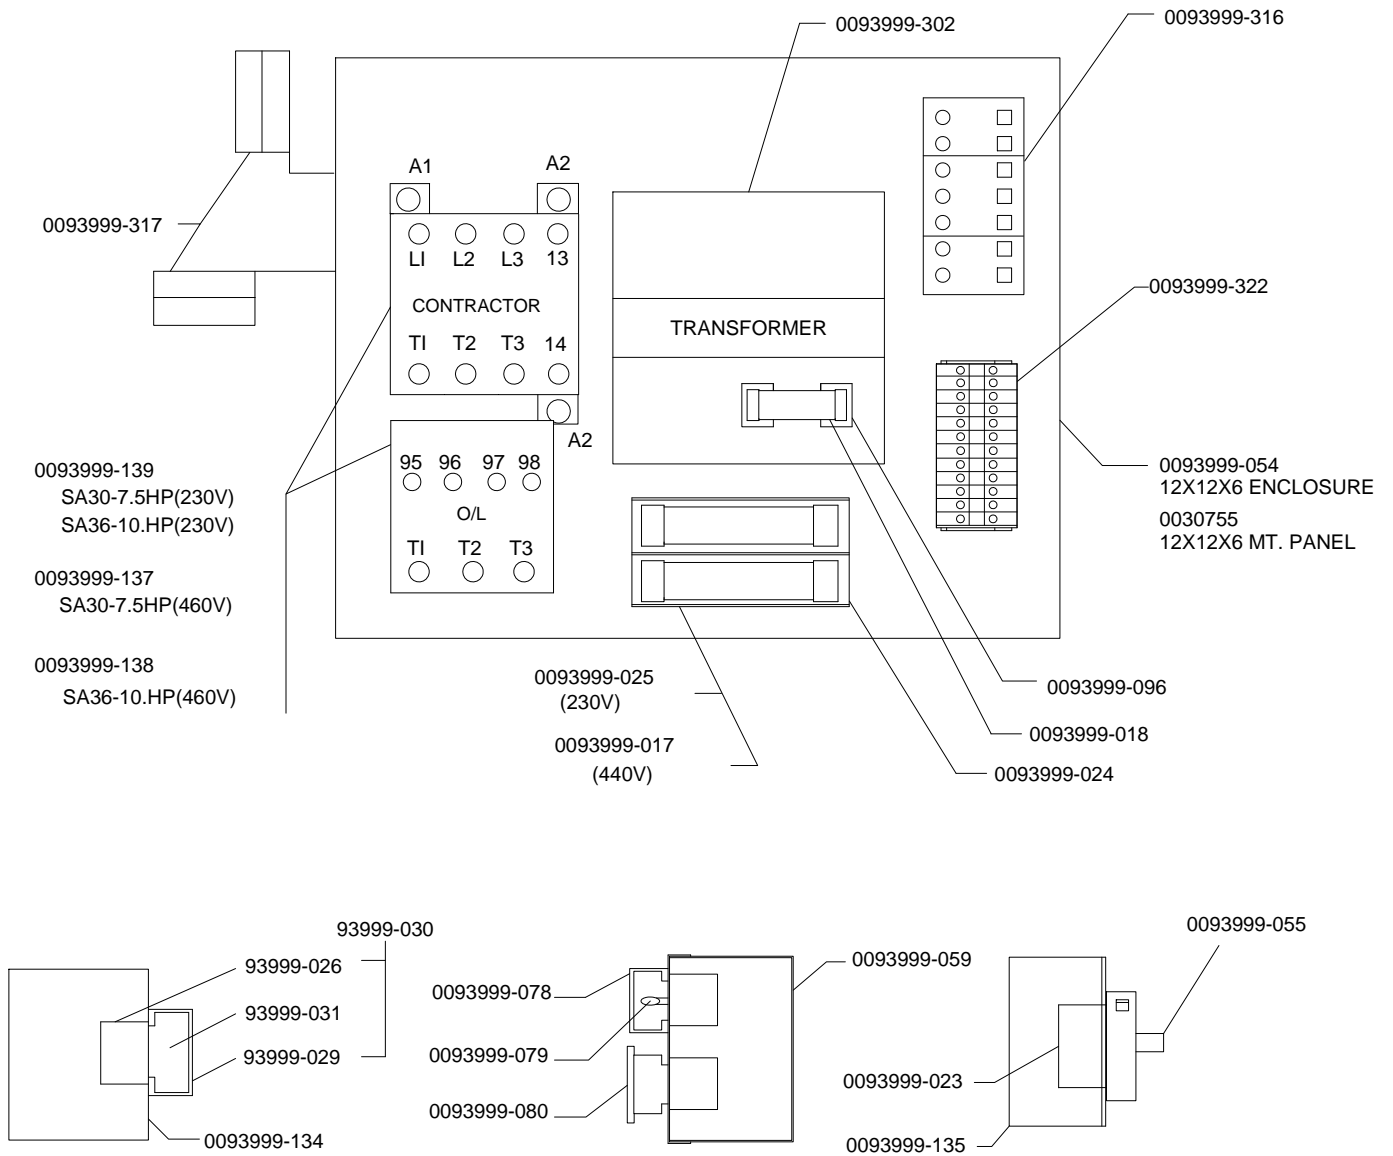 0093999-302
0093999-316
0093999-317
A1
A2
LI L2 L3 13
CONTRACTOR
TI T2 T3 14
A2
TRANSFORMER
0093999-322
95 96 97 98
O/L
TI T2 T3
0093999-139
SA30-7.5HP(230V)
SA36-10.HP(230V)
0093999-137
SA30-7.5HP(460V)
0093999-138
SA36-10.HP(460V)
0093999-054
12X12X6 ENCLOSURE
0030755
12X12X6 MT. PANEL
0093999-025
(230V)
0093999-017
(440V)
0093999-096
0093999-018
0093999-024
93999-030
93999-026
93999-031
93999-029
0093999-134
0093999-078
0093999-079
0093999-080
0093999-059
0093999-055
0093999-023
0093999-135